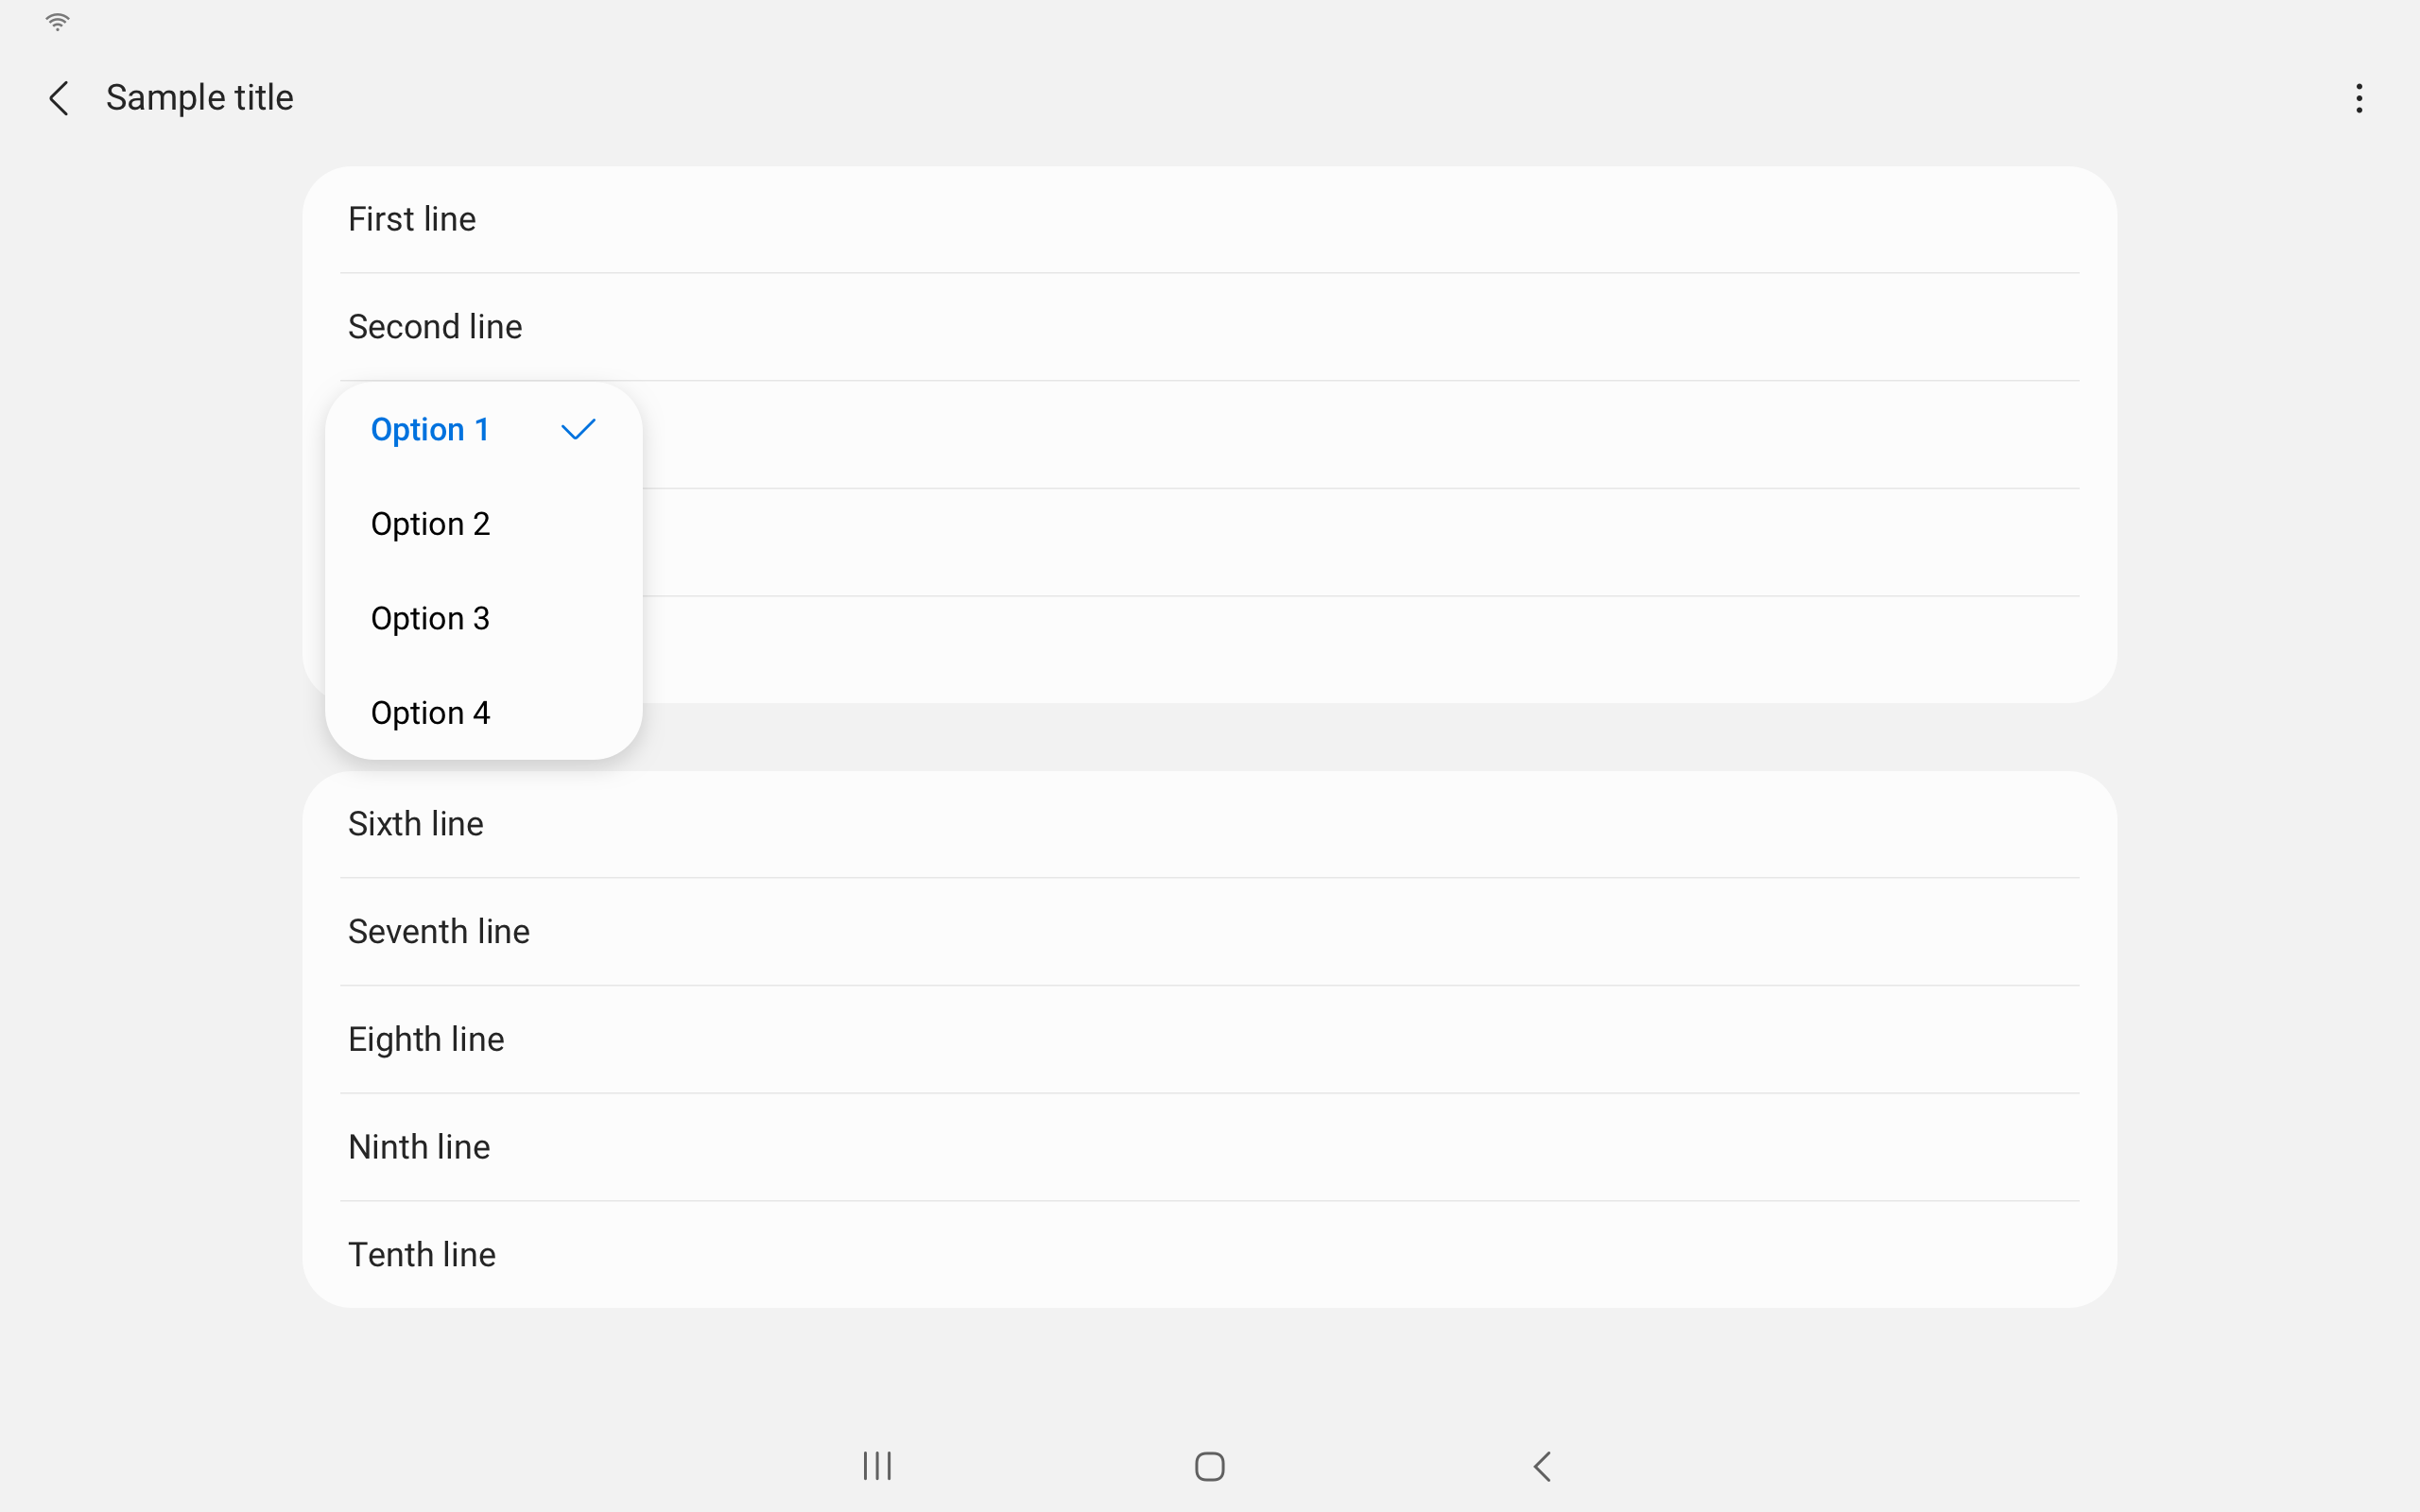 Sample title
First line
Second line
Option 1
Option 2
Option 3
Option 4
Sixth line
Seventh line
Eighth line
Ninth line
Tenth line